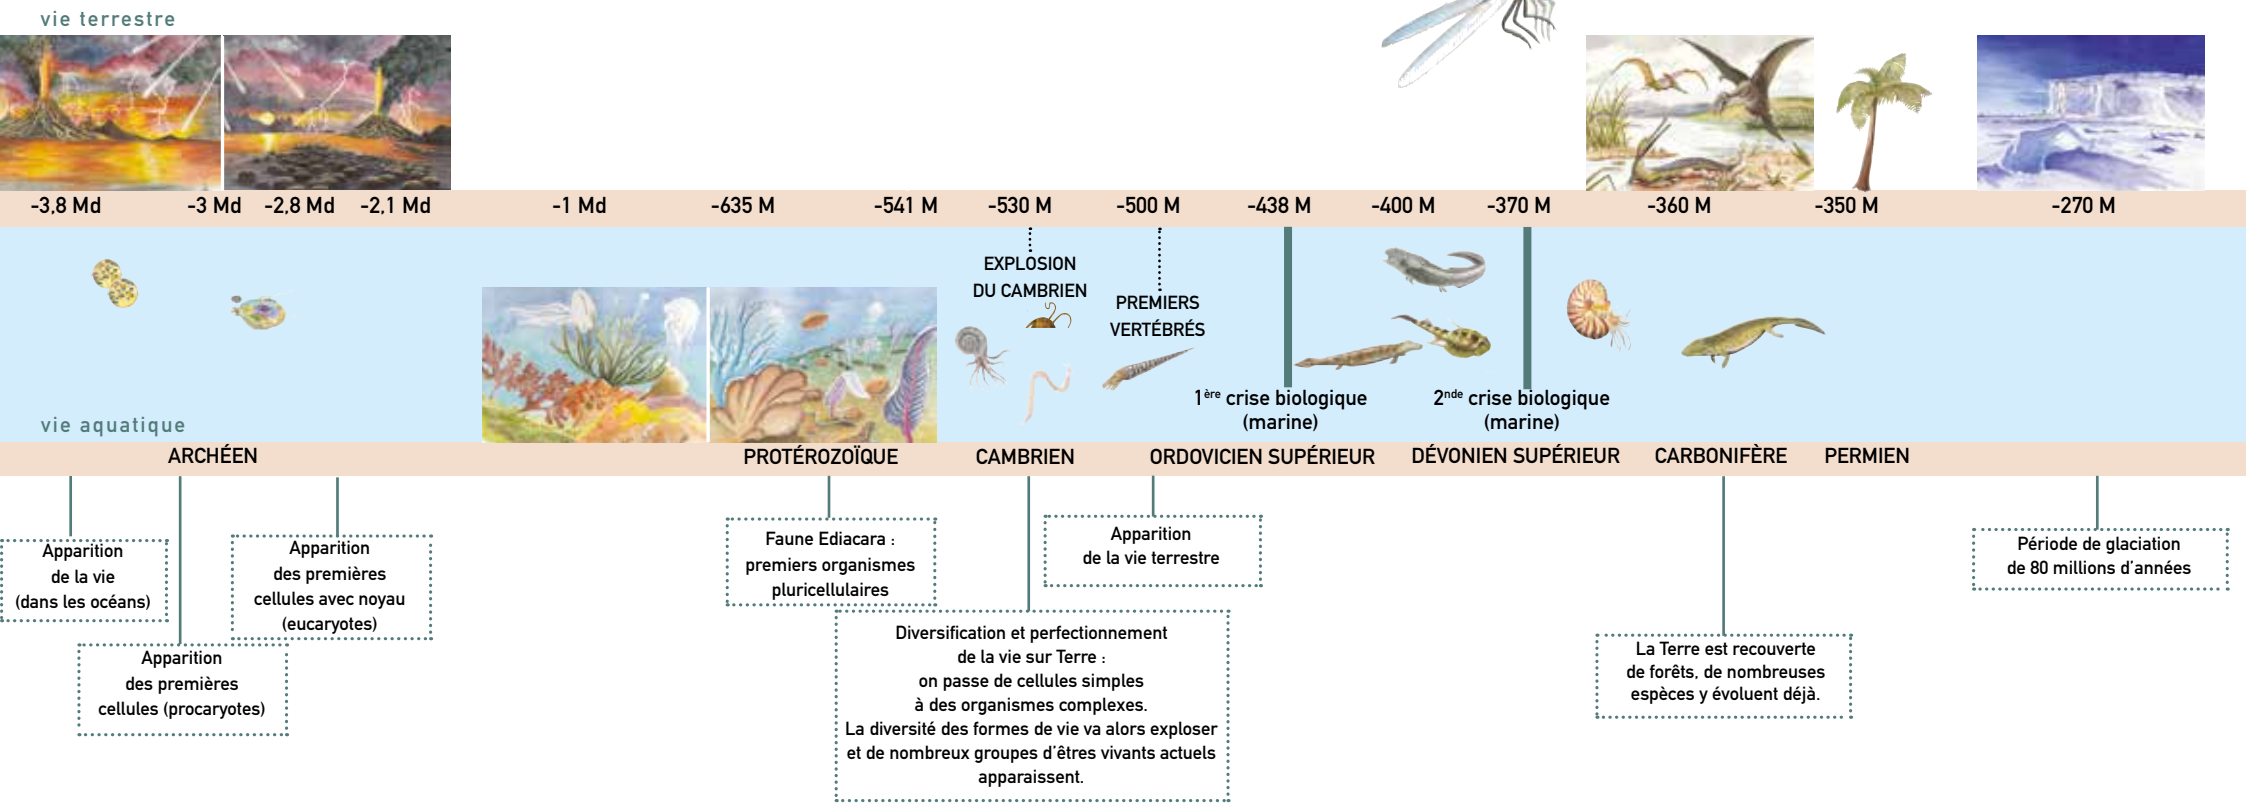 vie terrestre
-3,8 Md -3 Md -2,8 Md -2,1 Md -1 Md -635 M -541 M -530 M -500 M -438 M -400 M -370 M -360 M -350 M -270 M
EXPLOSION
DU CAMBRIEN
PREMIERS
VERTÉBRÉS
1ère crise biologique
(marine)
2nde crise biologique
(marine)
vie aquatique
ARCHÉEN PROTÉROZOÏQUE CAMBRIEN ORDOVICIEN SUPÉRIEUR DÉVONIEN SUPÉRIEUR CARBONIFÈRE PERMIEN
Apparition
de la vie
(dans les océans)
Apparition
des premières
cellules (procaryotes)
Apparition
des premières
cellules avec noyau
(eucaryotes)
Faune Ediacara :
premiers organismes
pluricellulaires
Diversification et perfectionnement
de la vie sur Terre :
on passe de cellules simples
à des organismes complexes.
La diversité des formes de vie va alors exploser
et de nombreux groupes d'êtres vivants actuels
apparaissent.
Apparition
de la vie terrestre
La Terre est recouverte
de forêts, de nombreuses
espèces y évoluent déjà.
Période de glaciation
de 80 millions d'années